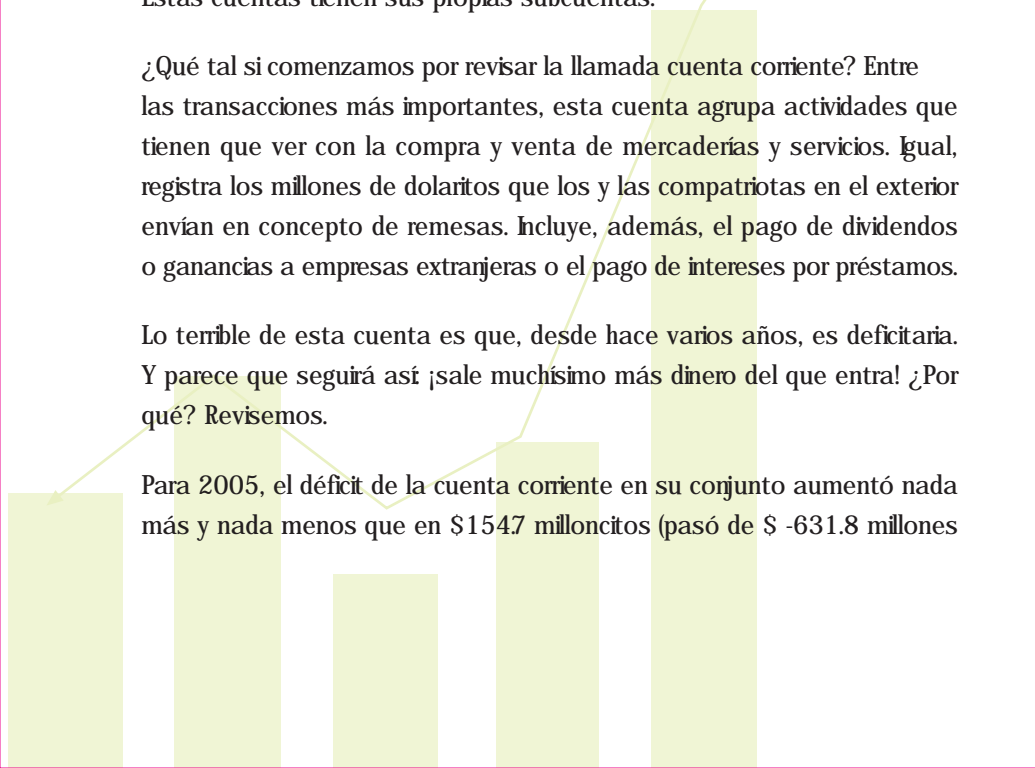 Estas cuentas tienen sus propias subcuentas.
¿Qué tal si comenzamos por revisar la llamada cuenta corriente? Entre
las transacciones más importantes, esta cuenta agrupa actividades que
tienen que ver con la compra y venta de mercaderías y servicios. Igual,
registra los millones de dolaritos que los y las compatriotas en el exterior
envían en concepto de remesas. Incluye, además, el pago de dividendos
o ganancias a empresas extranjeras o el pago de intereses por préstamos.
Lo terrible de esta cuenta es que, desde hace varios años, es deficitaria.
Y parece que seguirá así: ¡sale muchísimo más dinero del que entra! ¿Por
qué? Revisemos.
Para 2005, el déficit de la cuenta corriente en su conjunto aumentó nada
más y nada menos que en $154.7 milloncitos (pasó de $ -631.8 millones